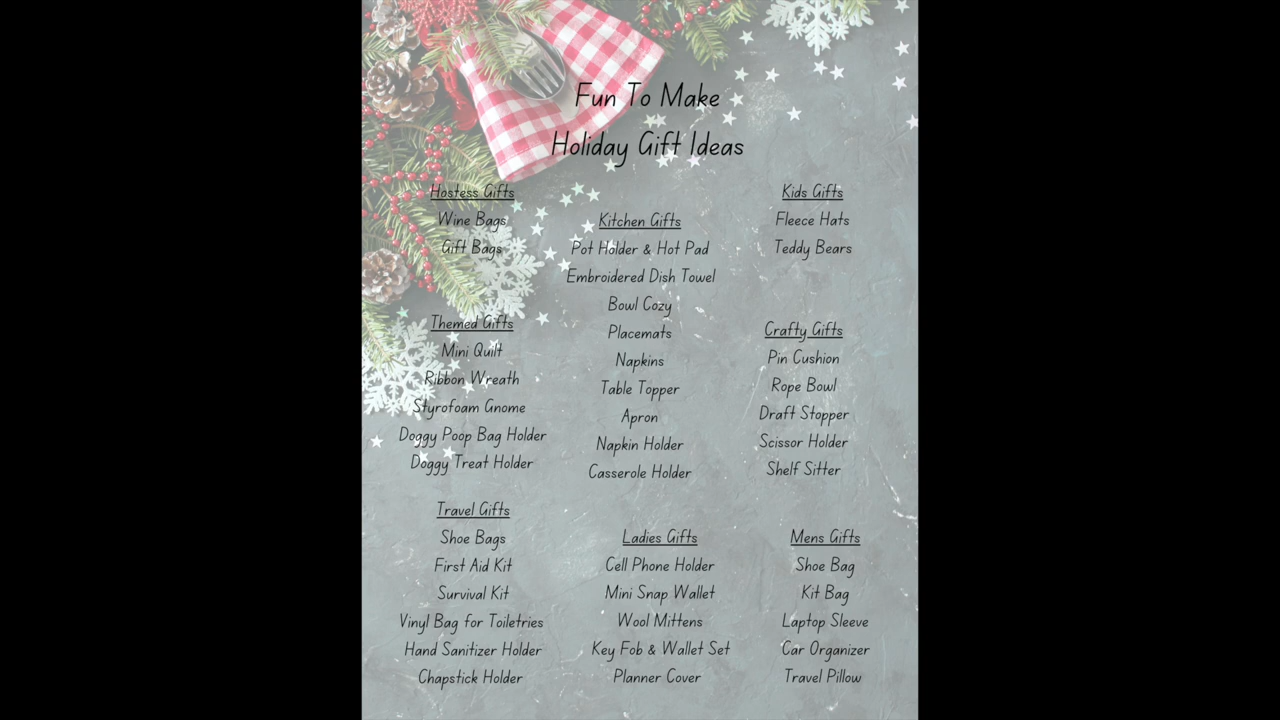 Fun To Make
Holiday Gift Ideas
Hostess Gifts
Wine Bags
Gift Bags
Themed Gifts
Mini Quilt
Ribbon Wreath
Styrofoam Gnome
Doggy Poop Bag Holder
Doggy Treat Holder
Travel Gifts
Shoe Bags
First Aid Kit
Survival Kit
Vinyl Bag for Toiletries
Hand Sanitizer Holder
Chapstick Holder
Kitchen Gifts
Pot Holder & Hot Pad
Embroidered Dish Towel
Bowl Cozy
Placemats
Napkins
Table Topper
Apron
Napkin Holder
Casserole Holder
Ladies Gifts
Cell Phone Holder
Mini Snap Wallet
Wool Mittens
Key Fob & Wallet Set
Planner Cover
Kids Gifts
Fleece Hats
Teddy Bears
Crafty Gifts
Pin Cushion
Rope Bowl
Draft Stopper
Scissor Holder
Shelf Sitter
Mens Gifts
Shoe Bag
Kit Bag
Laptop Sleeve
Car Organizer
Travel Pillow